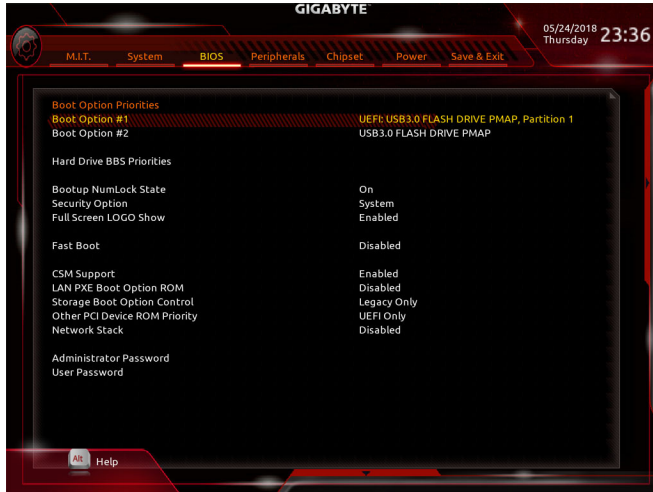 GIGABYTE™
05/24/2018
Thursday
23:36
M.I.T. System BIOS Peripherals Chipset Power Save & Exit
Boot Option Priorities
Boot Option #1 UEFI: USB3.0 FLASH DRIVE PMAP, Partition 1
Boot Option #2 USB3.0 FLASH DRIVE PMAP
Hard Drive BBS Priorities
Bootup NumLock State On
Security Option System
Full Screen LOGO Show Enabled
Fast Boot Disabled
CSM Support Enabled
LAN PXE Boot Option ROM Disabled
Storage Boot Option Control Legacy Only
Other PCI Device ROM Priority UEFI Only
Network Stack Disabled
Administrator Password
User Password
Alt Help